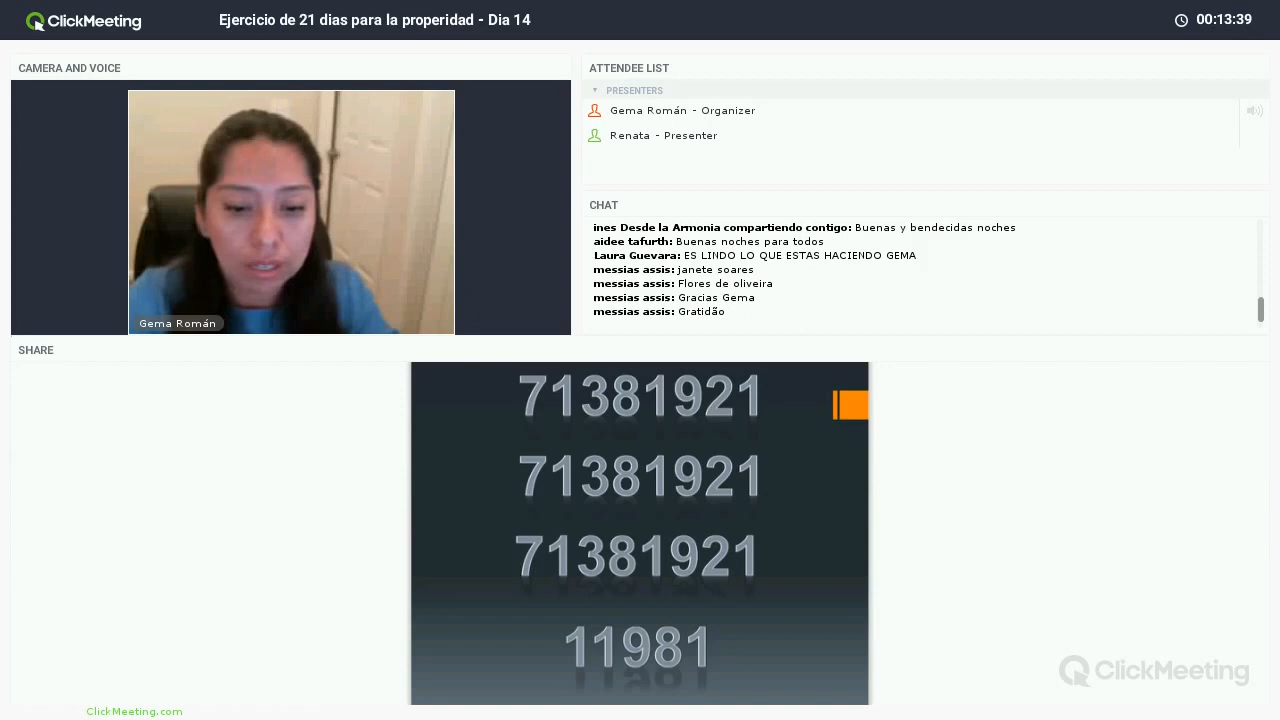 ClickMeeting
Ejercicio de 21 dias para la properidad - Dia 14
00:13:39
CAMERA AND VOICE
Gema Román
ATTENDEE LIST
PRESENTERS
Gema Román - Organizer
Renata - Presenter
CHAT
ines Desde la Armonia compartiendo contigo: Buenas y bendecidas noches
aidee tafurth: Buenas noches para todos
Laura Guevara: ES LINDO LO QUE ESTAS HACIENDO GEMA
messias assis: janete soares
messias assis: Flores de oliveira
messias assis: Gracias Gema
messias assis: Gratidão
SHARE
71381921
71381921
71381921
11981
ClickMeeting
ClickMeeting.com